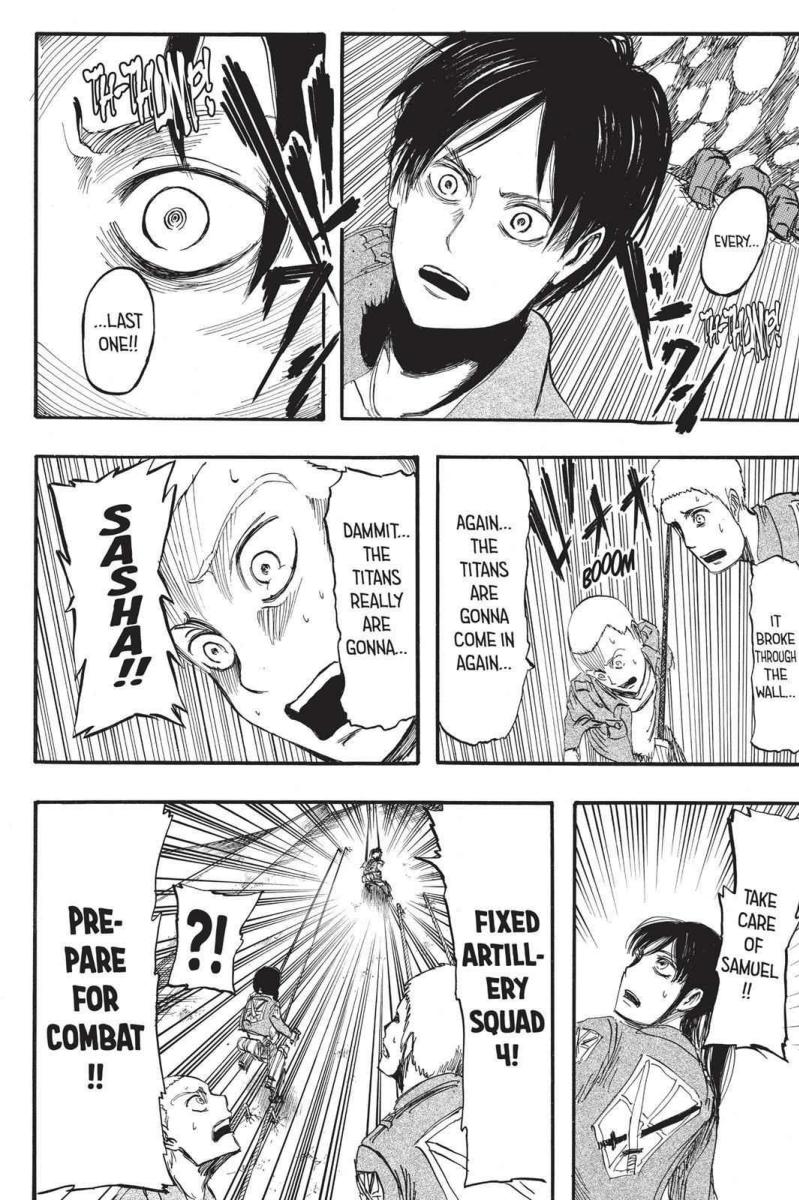 EVERY...
TH-THUMP!
TH-THUMP!
...LAST
ONE!!
IT
BROKE
THROUGH
THE
WALL...
BOOOM
AGAIN...
THE
TITANS
ARE
GONNA
COME IN
AGAIN...
DAMMIT...
THE
TITANS
REALLY
ARE
GONNA...
SASHA!!
TAKE
CARE
OF
SAMUEL
!!
FIXED
ARTILL-
ERY
SQUAD
4!
?!
PRE-
PARE
FOR
COMBAT
!!